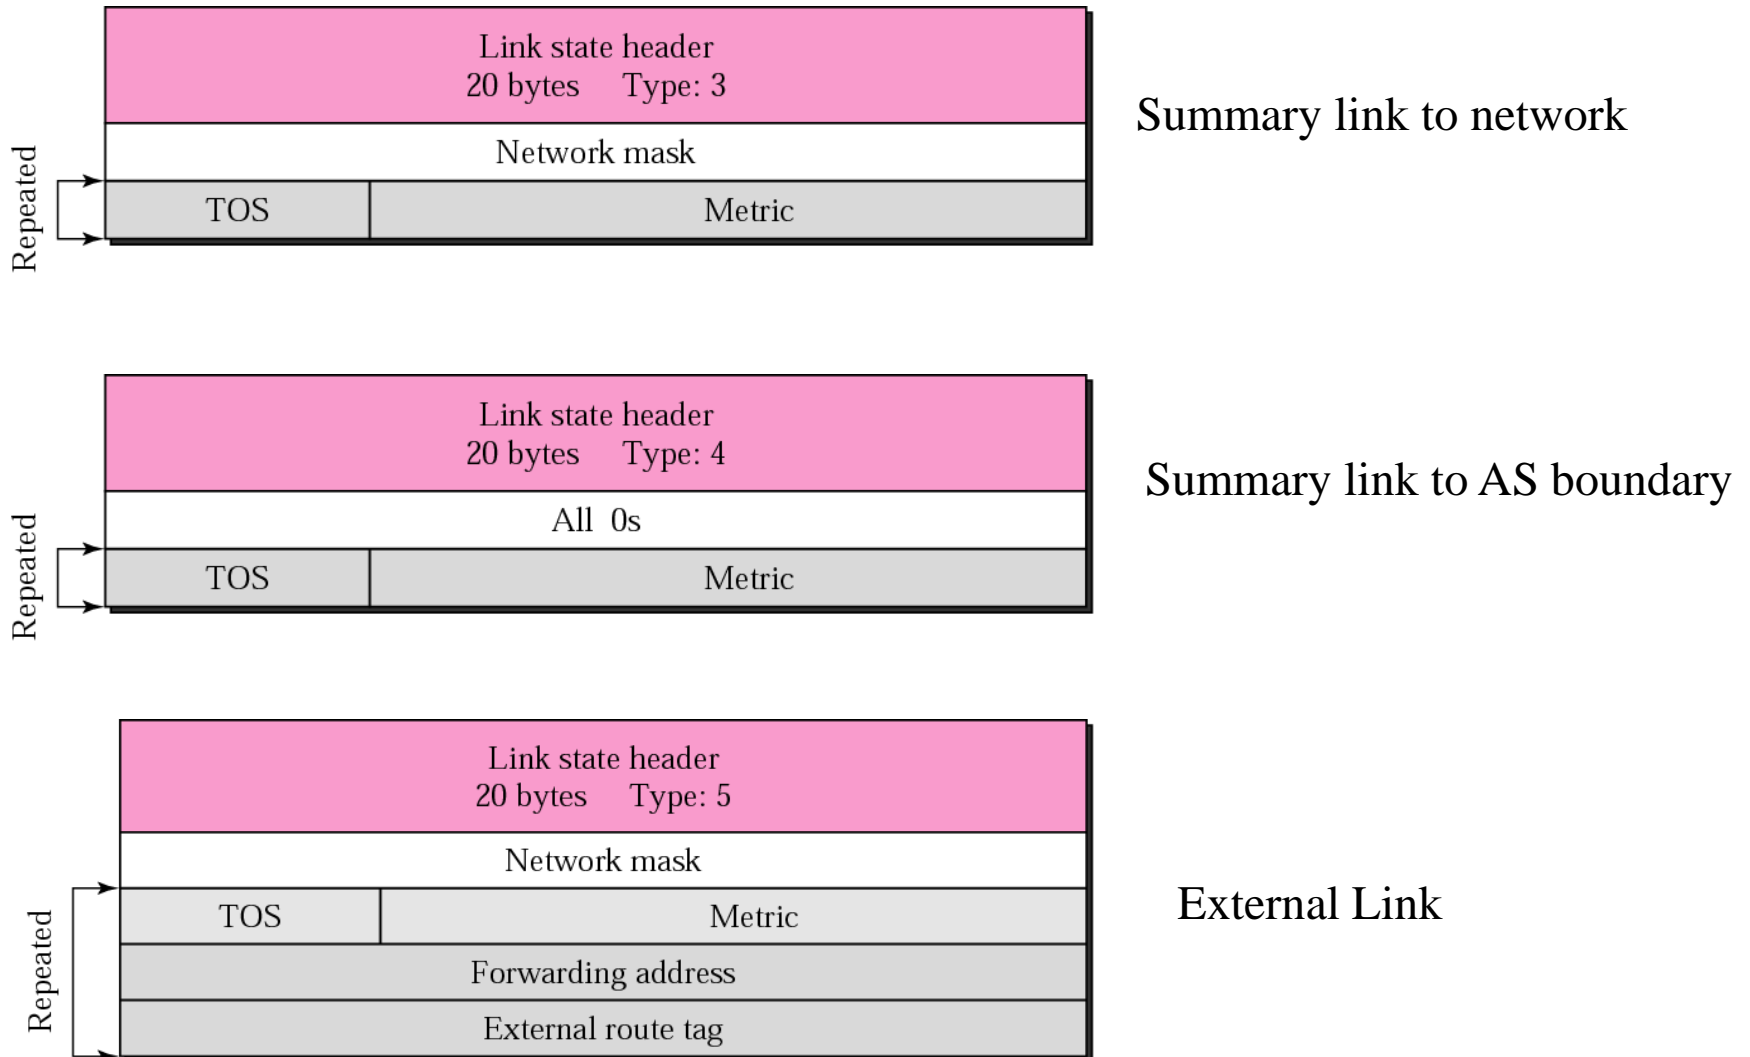 Link state header
20 bytes Type: 3
Network mask
TOS Metric
Repeated
Summary link to network
Link state header
20 bytes Type: 4
All 0s
TOS Metric
Repeated
Summary link to AS boundary
Link state header
20 bytes Type: 5
Network mask
TOS Metric
Forwarding address
External route tag
Repeated
External Link